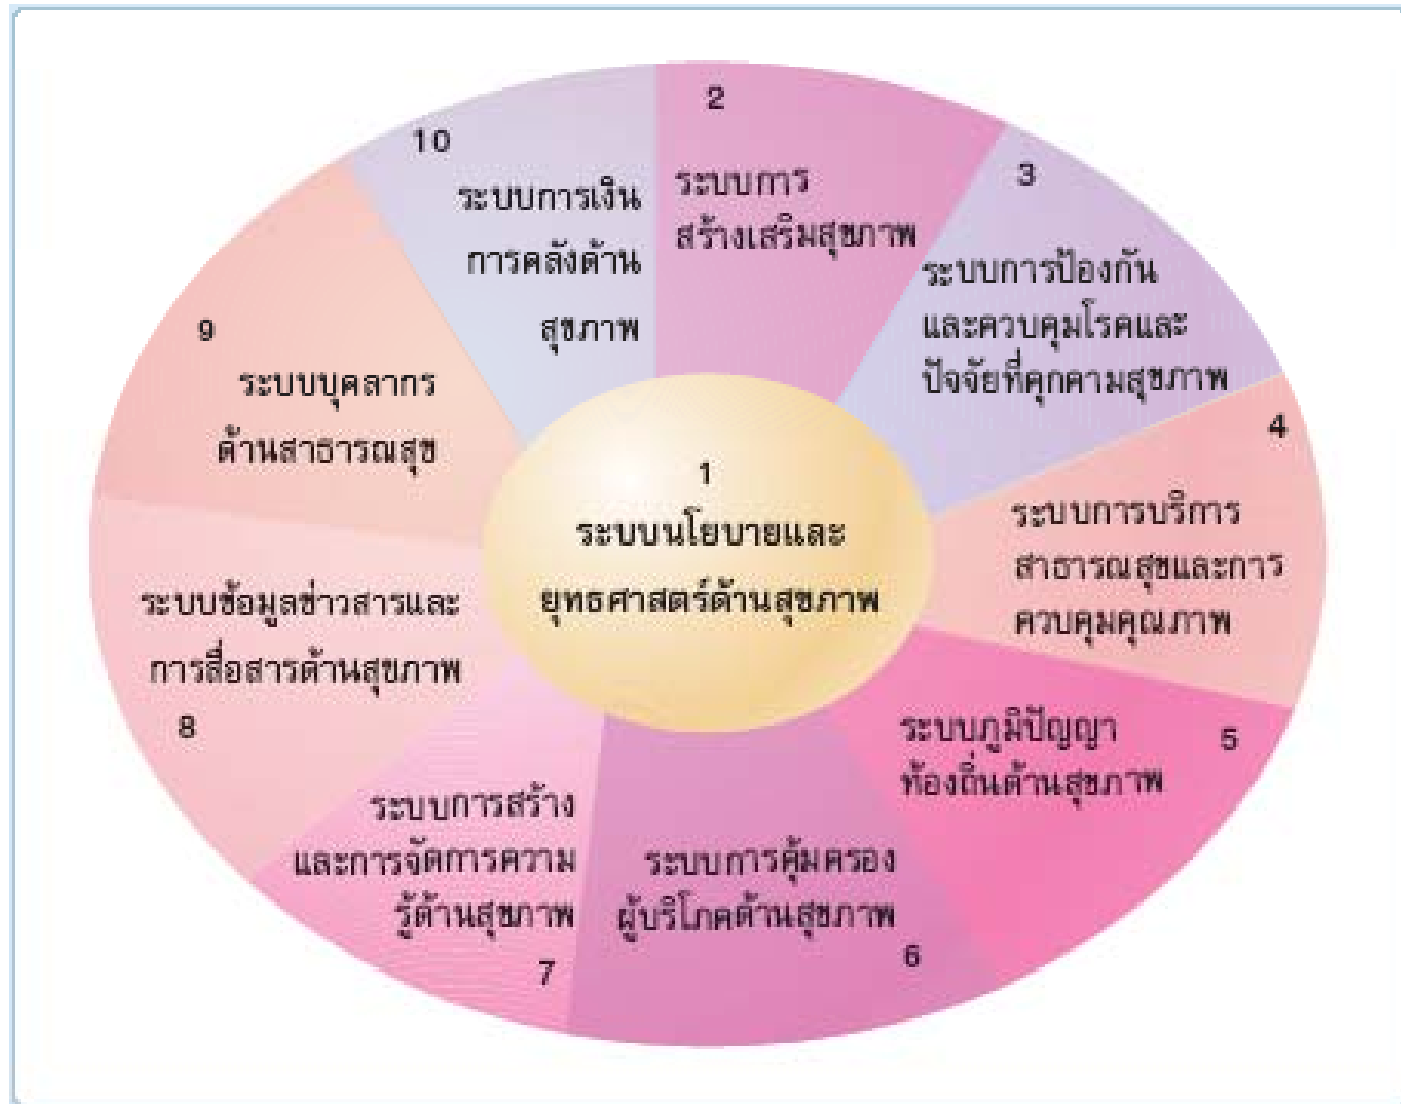 1
ระบบนโยบายและ
ยุทธศาสตร์ด้านสุขภาพ
2
ระบบการ
สร้างเสริมสุขภาพ
3
ระบบการป้องกัน
และควบคุมโรคและ
ปัจจัยที่คุกคามสุขภาพ
4
ระบบการบริการ
สาธารณสุขและการ
ควบคุมคุณภาพ
5
ระบบภูมิปัญญา
ท้องถิ่นด้านสุขภาพ
6
ระบบการคุ้มครอง
ผู้บริโภคด้านสุขภาพ
7
ระบบการสร้าง
และการจัดการความ
รู้ด้านสุขภาพ
8
ระบบข้อมูลข่าวสารและ
การสื่อสารด้านสุขภาพ
9
ระบบบุคลากร
ด้านสาธารณสุข
10
ระบบการเงิน
การคลังด้าน
สุขภาพ